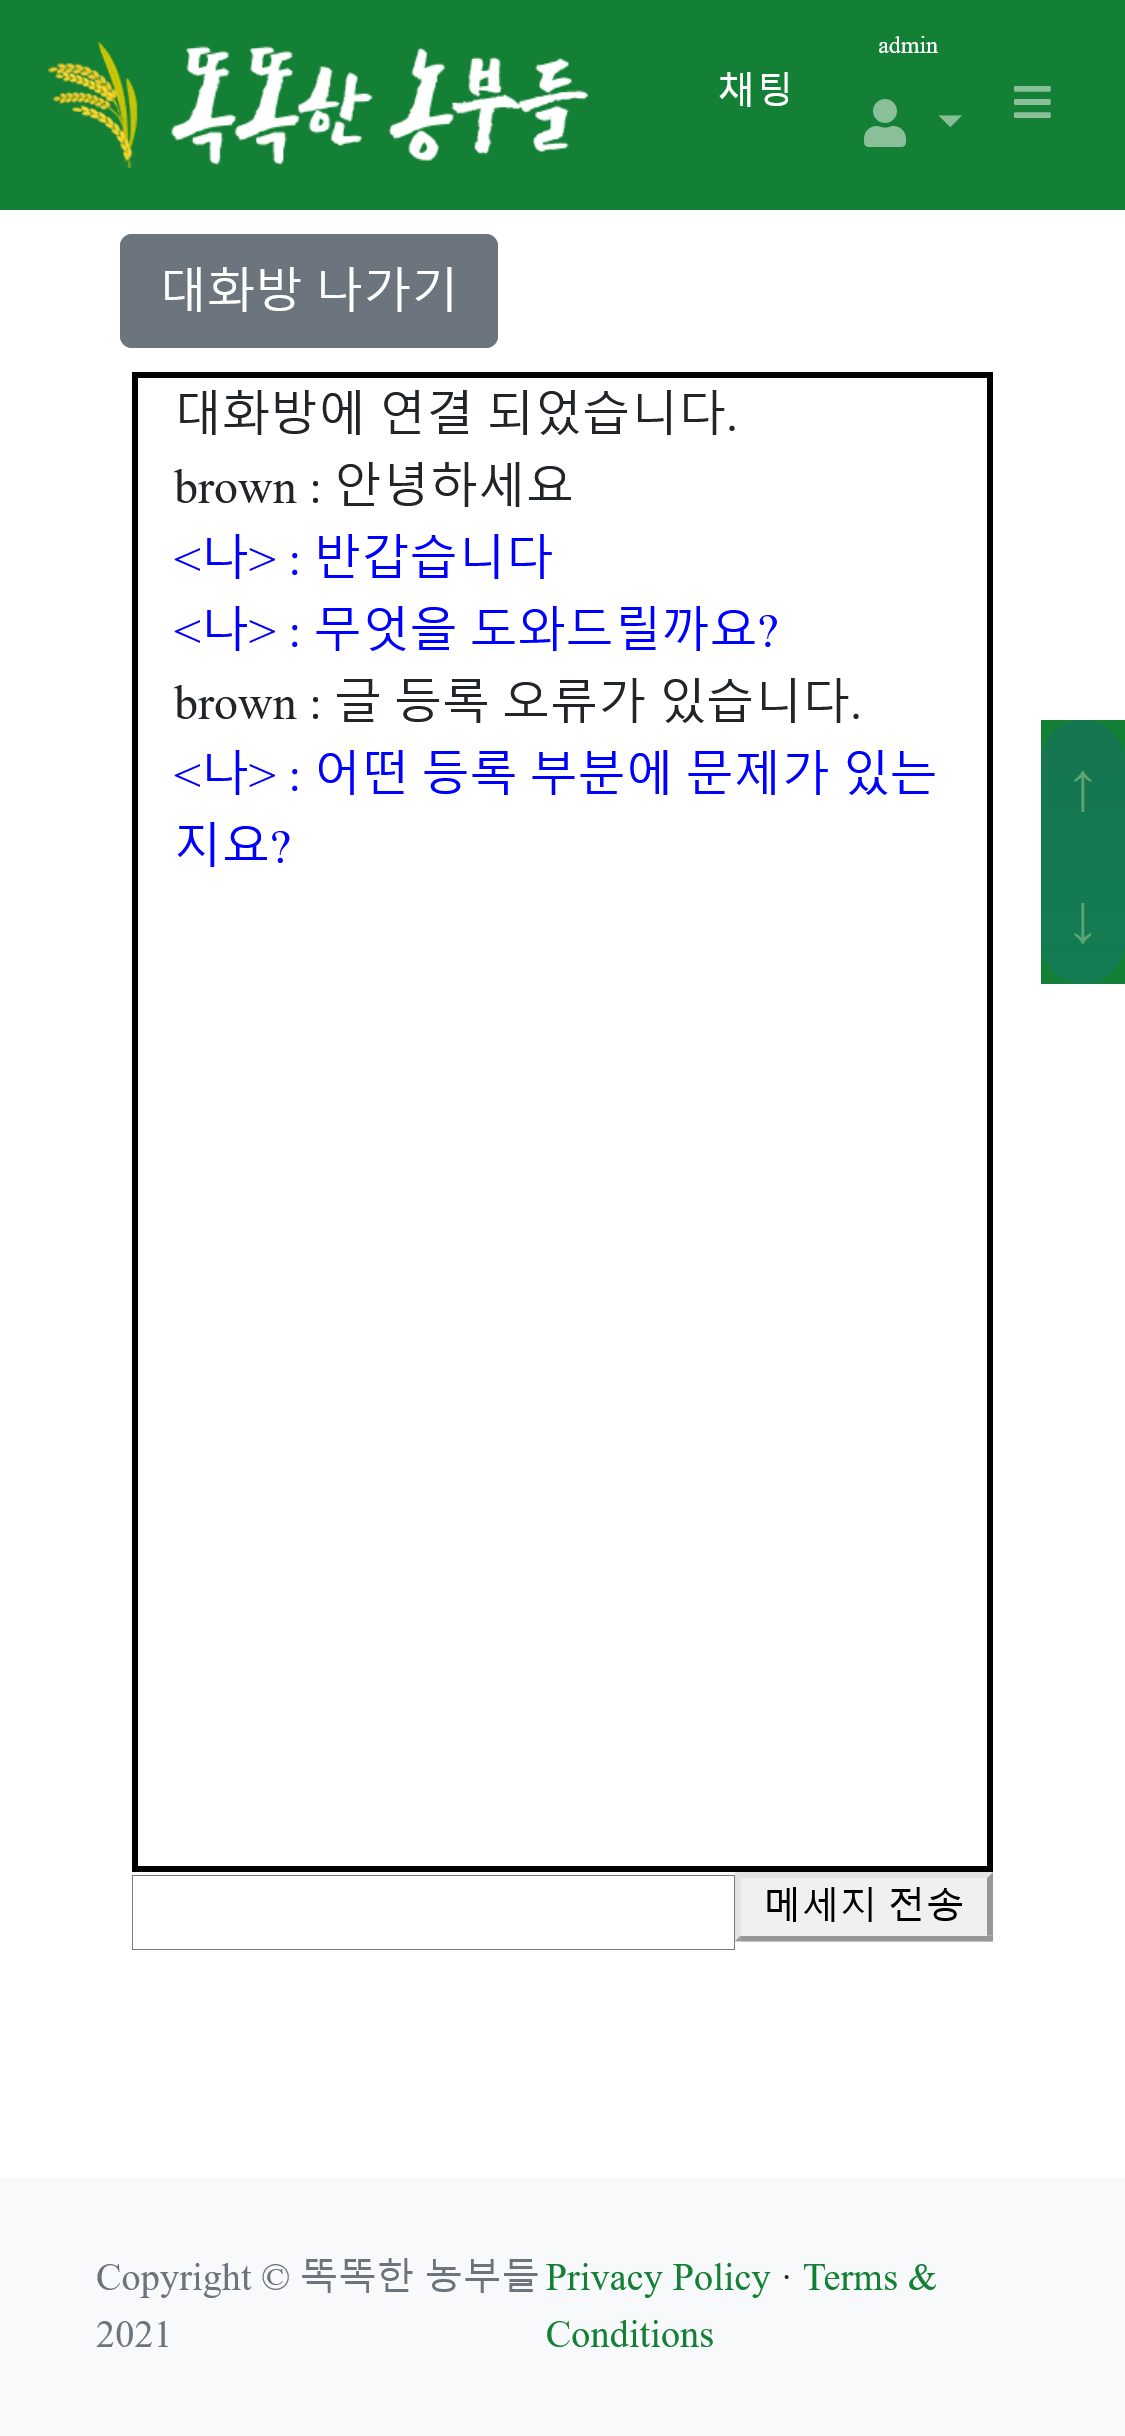 똑똑한 농부들
채팅
admin
대화방 나가기
대화방에 연결 되었습니다.
brown : 안녕하세요
<나> : 반갑습니다
<나> : 무엇을 도와드릴까요?
brown : 글 등록 오류가 있습니다.
<나> : 어떤 등록 부분에 문제가 있는
지요?
↑
↓
메세지 전송
Copyright © 똑똑한 농부들
2021
Privacy Policy · Terms &
Conditions